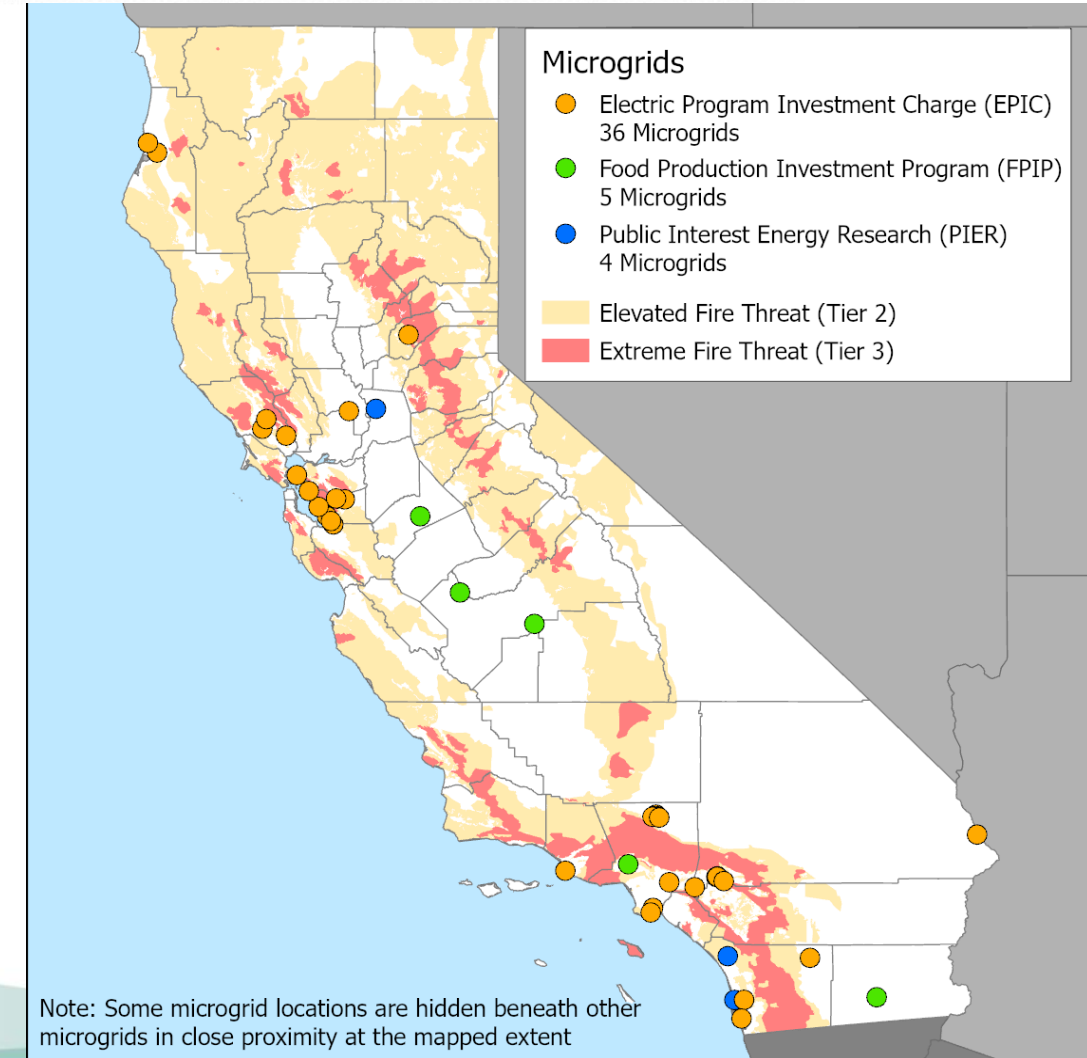 Microgrids
Electric Program Investment Charge (EPIC)
36 Microgrids
Food Production Investment Program (FPIP)
5 Microgrids
Public Interest Energy Research (PIER)
4 Microgrids
Elevated Fire Threat (Tier 2)
Extreme Fire Threat (Tier 3)
Note: Some microgrid locations are hidden beneath other
microgrids in close proximity at the mapped extent